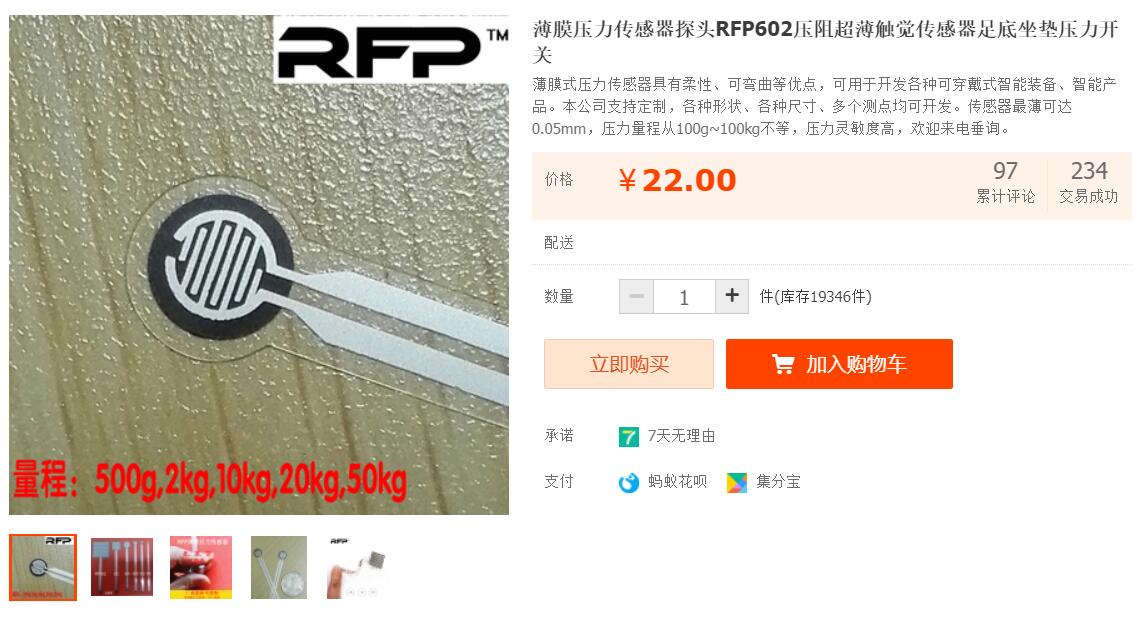 RFP™
量程：500g,2kg,10kg,20kg,50kg
RFP
RFP
薄膜压力传感器探头RFP602压阻超薄触觉传感器足底坐垫压力开
关
薄膜式压力传感器具有柔性、可弯曲等优点，可用于开发各种可穿戴式智能装备、智能产
品。本公司支持定制，各种形状、各种尺寸、多个测点均可开发。传感器最薄可达
0.05mm，压力量程从100g~100kg不等，压力灵敏度高，欢迎来电垂询。
价格 ￥22.00 97 234
累计评论 交易成功
配送
数量 − 1 + 件(库存19346件)
立即购买 加入购物车
承诺 7 7天无理由
支付 蚂蚁花呗 集分宝